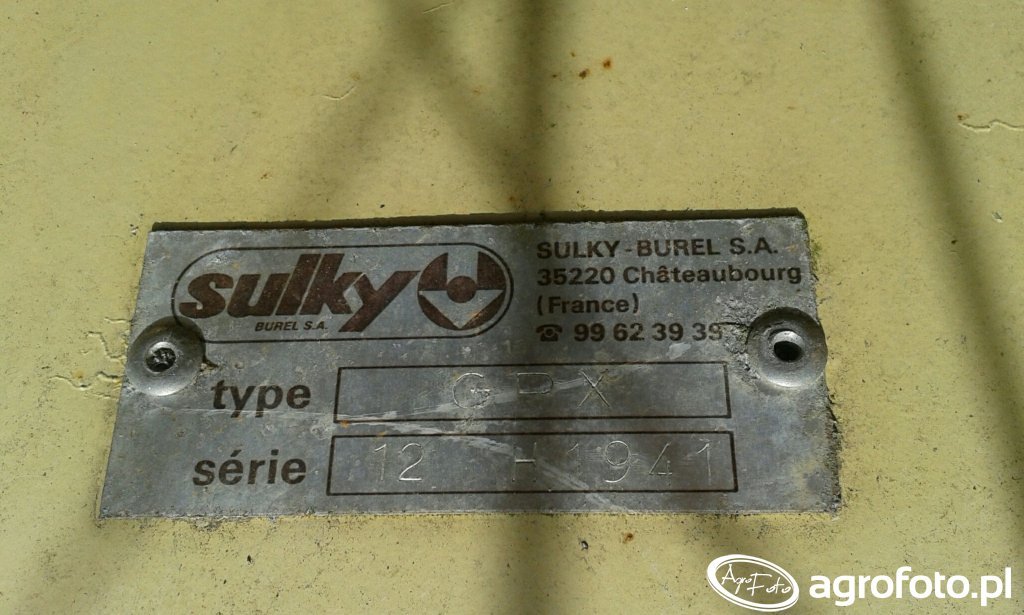 sulky
BUREL S.A.
SULKY-BUREL S.A.
35220 Châteaubourg
(France)
☎ 99 62 39 39
type GPX
série 12 H1941
AgroFoto
agrofoto.pl